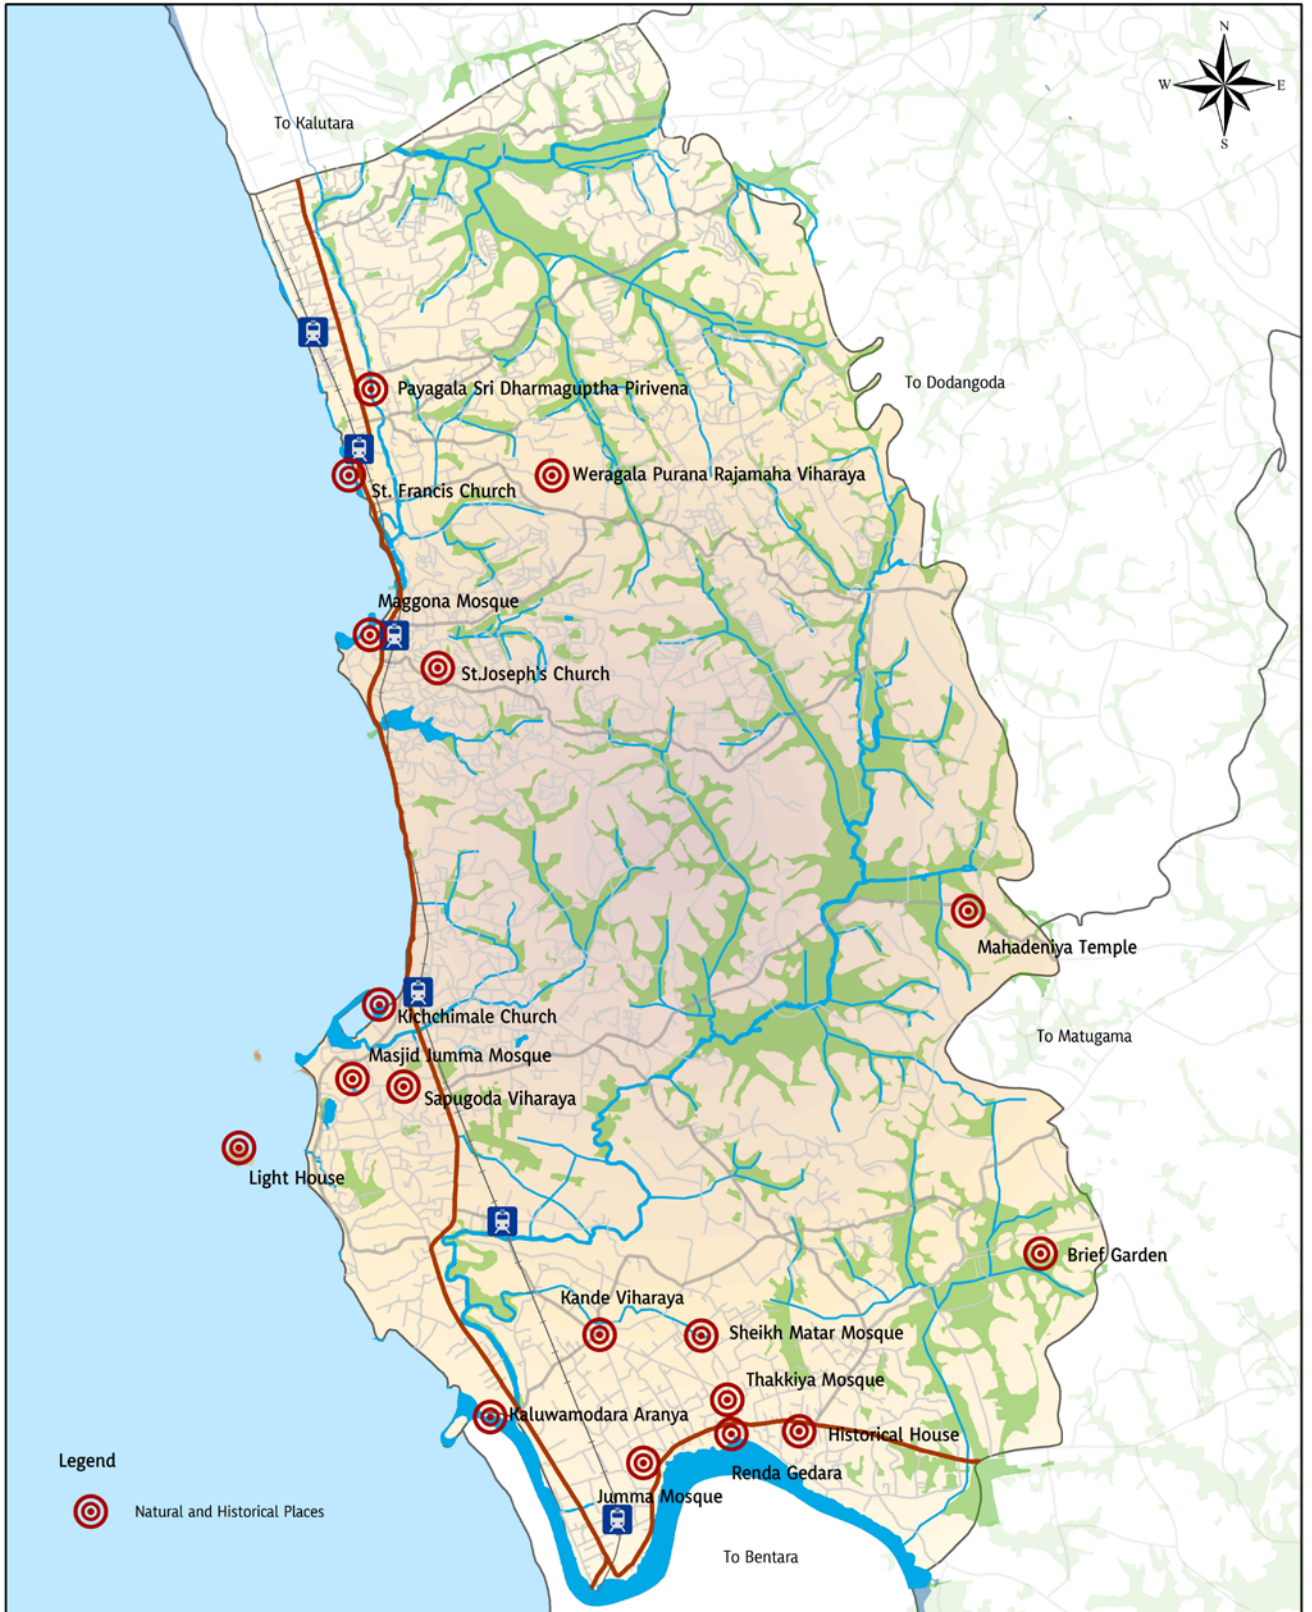 N
W
E
S
To Kalutara
To Dodangoda
Payagala Sri Dharmaguptha Pirivena
Weragala Purana Rajamaha Viharaya
St. Francis Church
Maggona Mosque
St.Joseph's Church
Mahadeniya Temple
Kichchimale Church
To Matugama
Masjid Jumma Mosque
Sapugoda Viharaya
Light House
Brief Garden
Kande Viharaya
Sheikh Matar Mosque
Thakkiya Mosque
Kaluwamodara Aranya
Historical House
Renda Gedara
Jumma Mosque
To Bentara
Legend
Natural and Historical Places